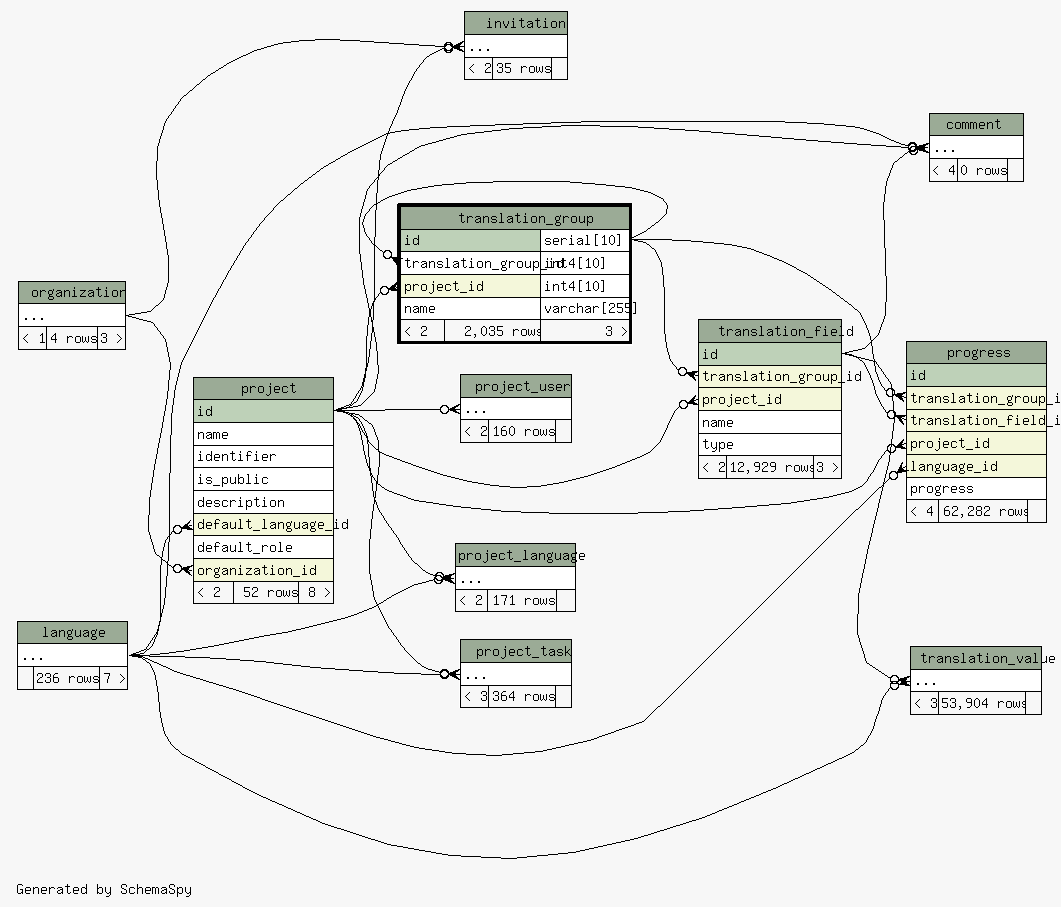 invitation
...
< 2 35 rows
comment
...
< 4 0 rows
translation_group
id serial[10]
translation_group_id int4[10]
project_id int4[10]
name varchar[255]
< 2 2,035 rows 3 >
organization
...
< 1 4 rows 3 >
translation_field
id
translation_group_id
project_id
name
type
< 2 12,929 rows 3 >
progress
id
translation_group_i
translation_field_i
project_id
language_id
progress
< 4 62,282 rows
project
id
name
identifier
is_public
description
default_language_id
default_role
organization_id
< 2 52 rows 8 >
project_user
...
< 2 160 rows
project_language
...
< 2 171 rows
language
...
236 rows 7 >
project_task
...
< 3 364 rows
translation_value
...
< 3 53,904 rows
Generated by SchemaSpy